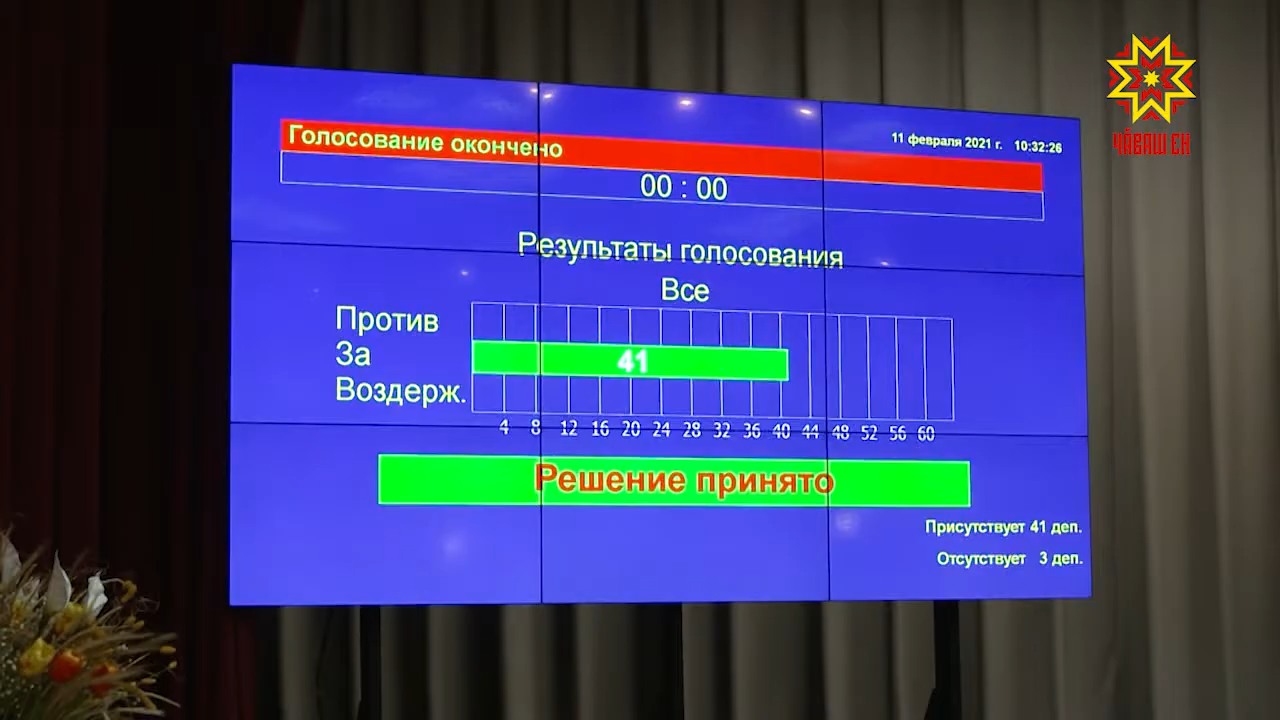 ЧӐВАШ ЕН
11 февраля 2021 г. 10:32:26
Голосование окончено
00 : 00
Результаты голосования
Все
Против
За 41
Воздерж.
4 8 12 16 20 24 28 32 36 40 44 48 52 56 60
Решение принято
Присутствует 41 деп.
Отсутствует 3 деп.